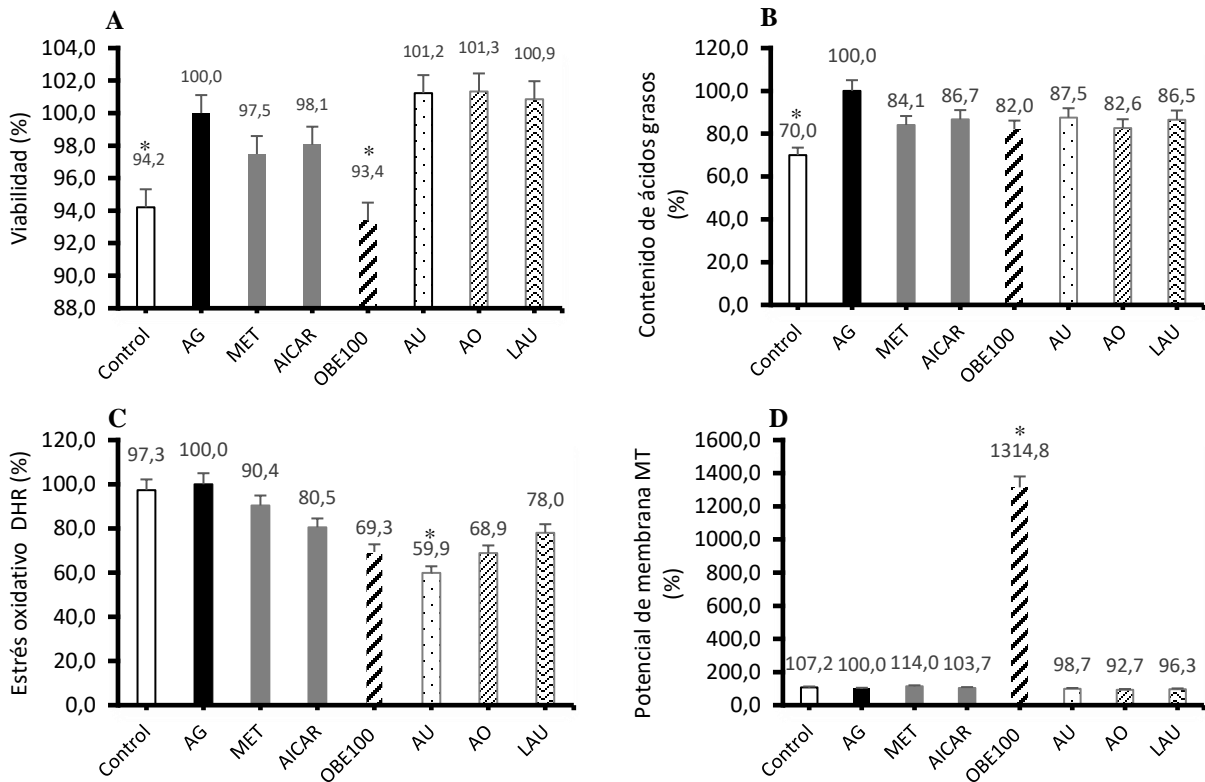 A
Viabilidad (%)
104,0
102,0
100,0
98,0
96,0
94,0
92,0
90,0
88,0
*
94,2
100,0
97,5
98,1
*
93,4
101,2
101,3
100,9
Control
AG
MET
AICAR
OBE100
AU
AO
LAU
B
Contenido de ácidos grasos
(%)
120,0
100,0
80,0
60,0
40,0
20,0
0,0
*
70,0
100,0
84,1
86,7
82,0
87,5
82,6
86,5
Control
AG
MET
AICAR
OBE100
AU
AO
LAU
C
Estrés oxidativo DHR (%)
120,0
100,0
80,0
60,0
40,0
20,0
0,0
97,3
100,0
90,4
80,5
69,3
*
59,9
68,9
78,0
Control
AG
MET
AICAR
OBE100
AU
AO
LAU
D
Potencial de membrana MT
(%)
1600,0
1400,0
1200,0
1000,0
800,0
600,0
400,0
200,0
0,0
107,2
100,0
114,0
103,7
*
1314,8
98,7
92,7
96,3
Control
AG
MET
AICAR
OBE100
AU
AO
LAU